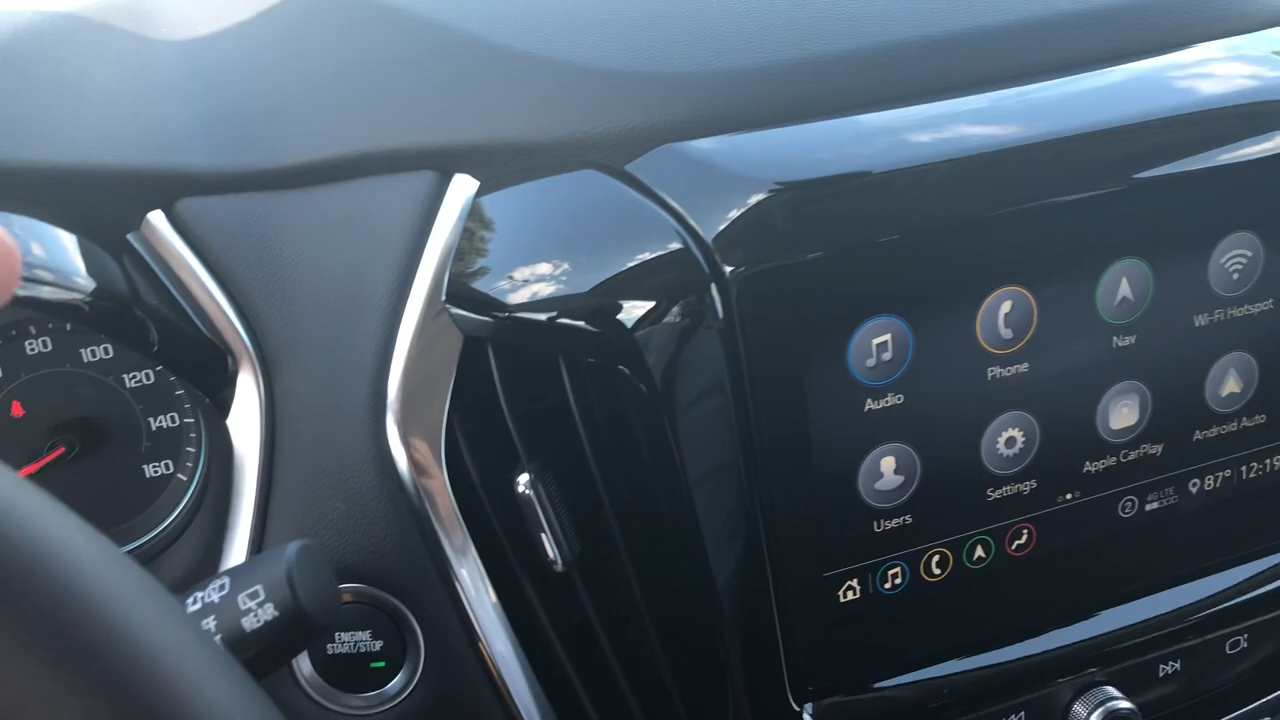 80
100
120
140
160
REAR
ENGINE
START/STOP
Audio
Phone
Nav
Wi-Fi Hotspot
Users
Settings
Apple CarPlay
Android Auto
2
4G LTE
87°
12:19